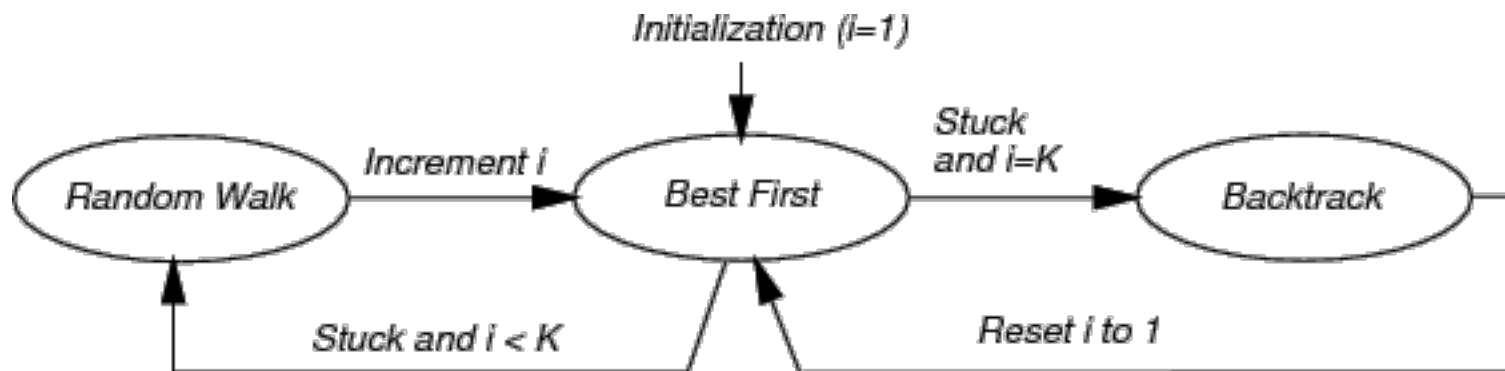 Initialization (i=1)
Stuck
and i=K
Increment i
Random Walk
Best First
Backtrack
Stuck and i < K
Reset i to 1